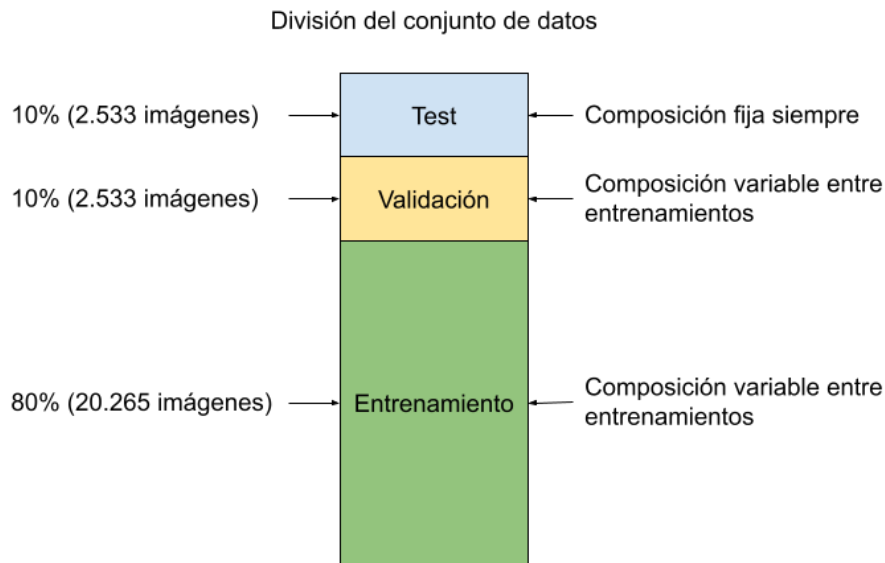 División del conjunto de datos
10% (2.533 imágenes)
Test
Composición fija siempre
10% (2.533 imágenes)
Validación
Composición variable entre
entrenamientos
80% (20.265 imágenes)
Entrenamiento
Composición variable entre
entrenamientos